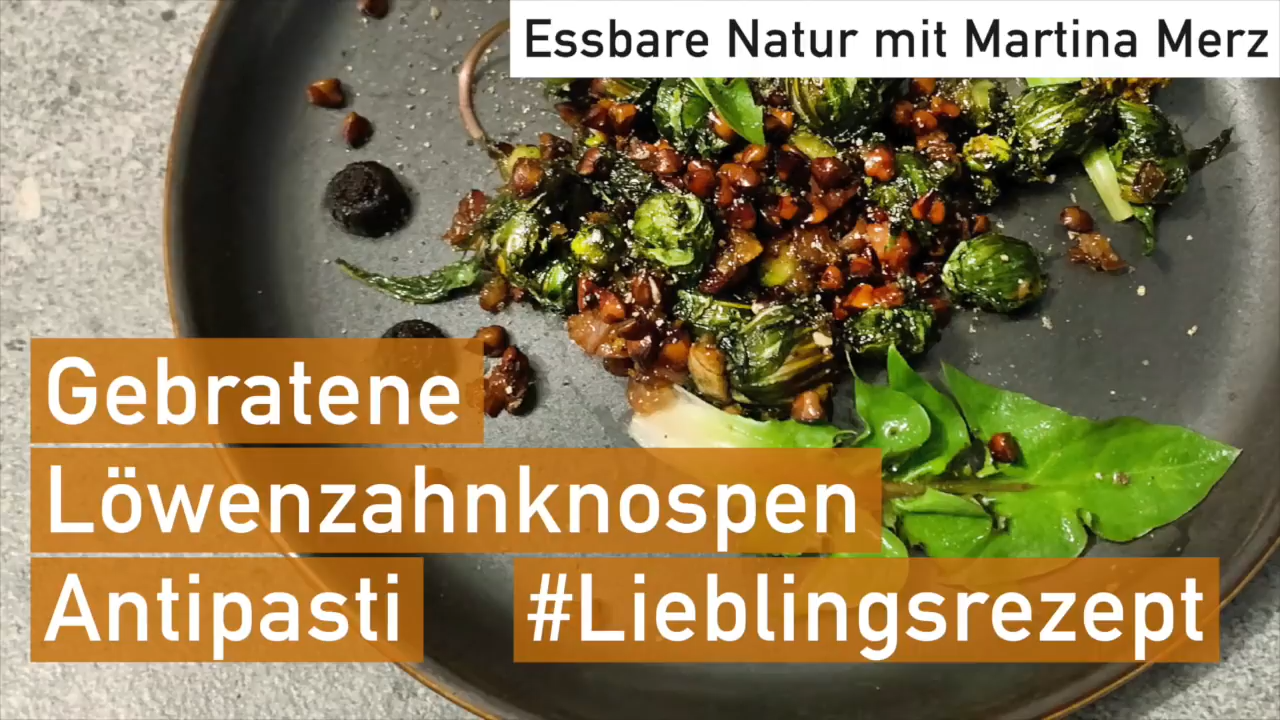 Essbare Natur mit Martina Merz
Gebratene
Löwenzahnknospen
Antipasti #Lieblingsrezept